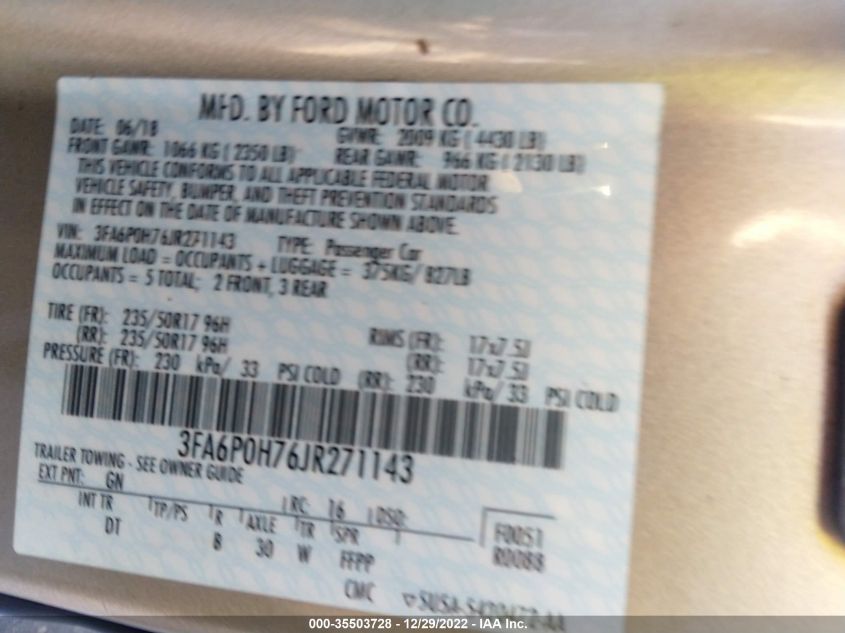 MFD. BY FORD MOTOR CO.
DATE: 06/18 GVWR: 2009 KG ( 4430 LB)
FRONT GAWR: 1066 KG ( 2350 LB) REAR GAWR: 966 KG ( 2130 LB)
THIS VEHICLE CONFORMS TO ALL APPLICABLE FEDERAL MOTOR
VEHICLE SAFETY, BUMPER, AND THEFT PREVENTION STANDARDS
IN EFFECT ON THE DATE OF MANUFACTURE SHOWN ABOVE.
VIN: 3FA6P0H76JR271143 TYPE: Passenger Car
MAXIMUM LOAD = OCCUPANTS + LUGGAGE = 375KG/ 827LB
OCCUPANTS = 5 TOTAL; 2 FRONT, 3 REAR
TIRE (FR): 235/50R17 96H RIMS (FR): 17x7.5J
(RR): 235/50R17 96H (RR): 17x7.5J
PRESSURE (FR): 230 kPa/ 33 PSI COLD (RR): 230 kPa/ 33 PSI COLD
3FA6P0H76JR271143
TRAILER TOWING - SEE OWNER GUIDE
EXT PNT: GN RC: 16 DSO: F0051
INT TR TP/PS R AXLE TR SPR R0088
DT B 30 W FFPP
CMC
000-35503728 - 12/29/2022 - IAA Inc.